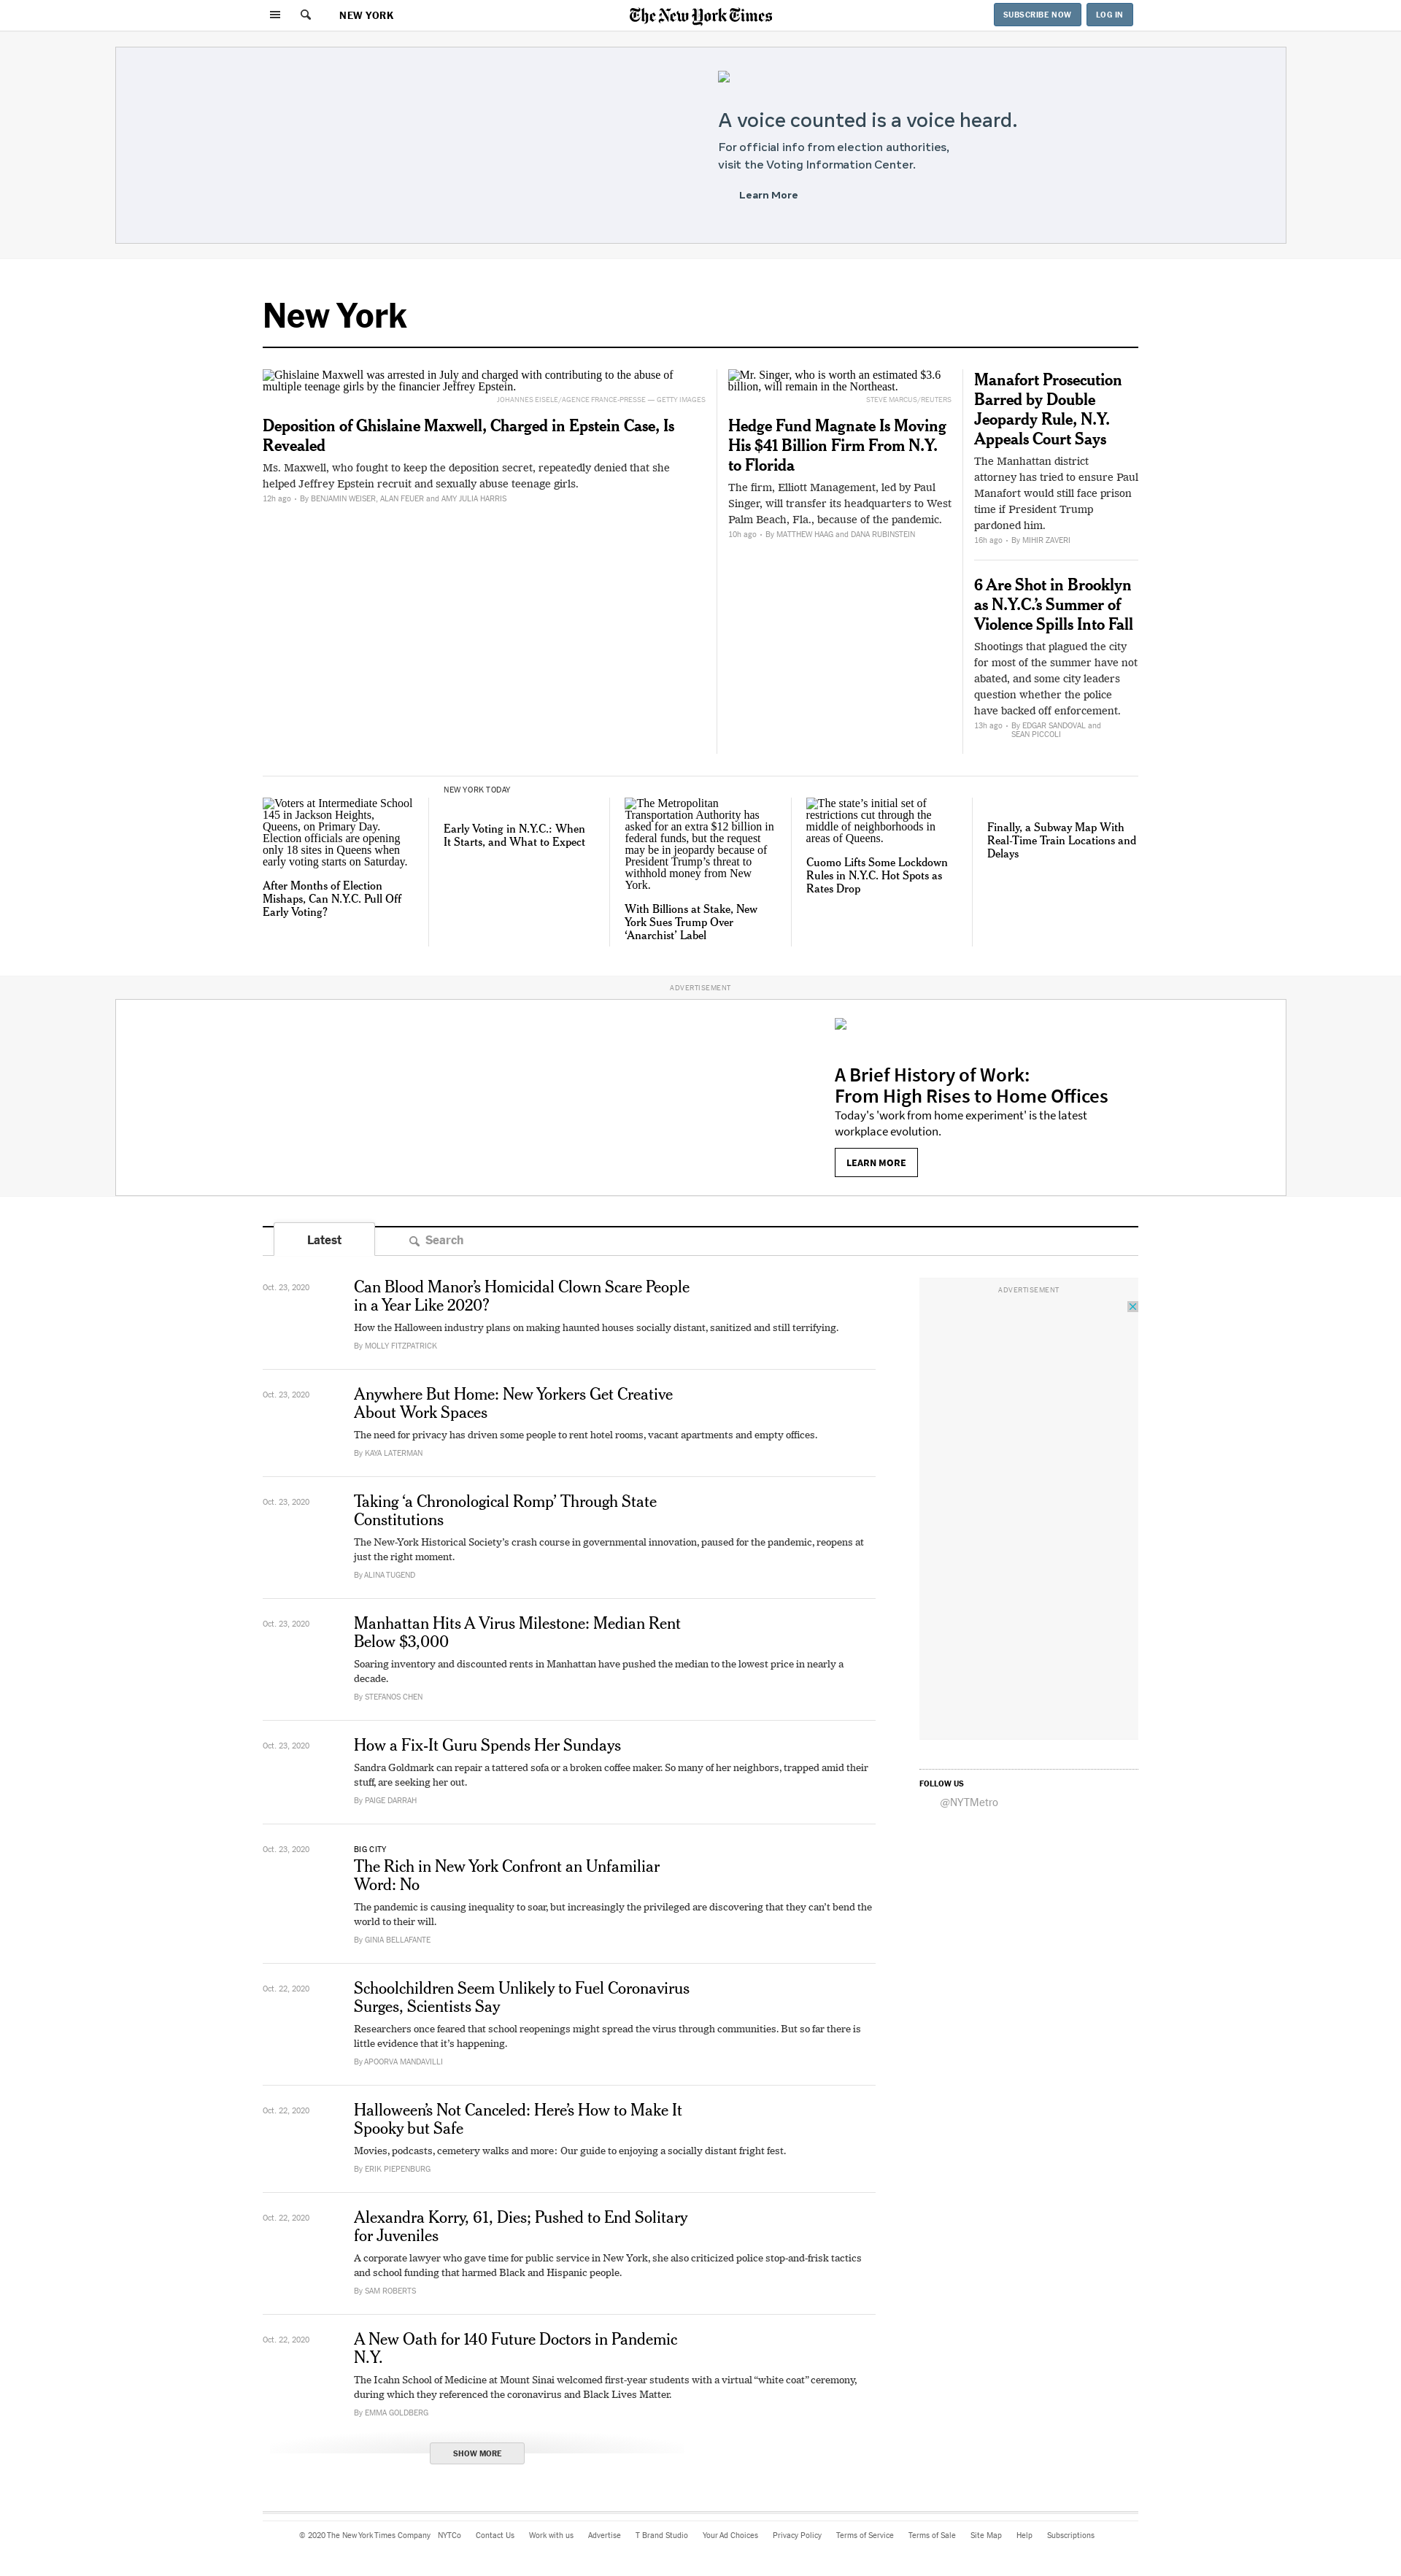 NEW YORK
The New York Times
SUBSCRIBE NOW
LOG IN
A voice counted is a voice heard.
For official info from election authorities,
visit the Voting Information Center.
Learn More
New York
Ghislaine Maxwell was arrested in July and charged with contributing to the abuse of
multiple teenage girls by the financier Jeffrey Epstein.
JOHANNES EISELE/AGENCE FRANCE-PRESSE — GETTY IMAGES
Deposition of Ghislaine Maxwell, Charged in Epstein Case, Is
Revealed
Ms. Maxwell, who fought to keep the deposition secret, repeatedly denied that she
helped Jeffrey Epstein recruit and sexually abuse teenage girls.
12h ago • By BENJAMIN WEISER, ALAN FEUER and AMY JULIA HARRIS
Mr. Singer, who is worth an estimated $3.6
billion, will remain in the Northeast.
STEVE MARCUS/REUTERS
Hedge Fund Magnate Is Moving
His $41 Billion Firm From N.Y.
to Florida
The firm, Elliott Management, led by Paul
Singer, will transfer its headquarters to West
Palm Beach, Fla., because of the pandemic.
10h ago • By MATTHEW HAAG and DANA RUBINSTEIN
Manafort Prosecution
Barred by Double
Jeopardy Rule, N.Y.
Appeals Court Says
The Manhattan district
attorney has tried to ensure Paul
Manafort would still face prison
time if President Trump
pardoned him.
16h ago • By MIHIR ZAVERI
6 Are Shot in Brooklyn
as N.Y.C.’s Summer of
Violence Spills Into Fall
Shootings that plagued the city
for most of the summer have not
abated, and some city leaders
question whether the police
have backed off enforcement.
13h ago • By EDGAR SANDOVAL and
SEAN PICCOLI
Voters at Intermediate School
145 in Jackson Heights,
Queens, on Primary Day.
Election officials are opening
only 18 sites in Queens when
early voting starts on Saturday.
After Months of Election
Mishaps, Can N.Y.C. Pull Off
Early Voting?
NEW YORK TODAY
Early Voting in N.Y.C.: When
It Starts, and What to Expect
The Metropolitan
Transportation Authority has
asked for an extra $12 billion in
federal funds, but the request
may be in jeopardy because of
President Trump’s threat to
withhold money from New
York.
With Billions at Stake, New
York Sues Trump Over
‘Anarchist’ Label
The state’s initial set of
restrictions cut through the
middle of neighborhoods in
areas of Queens.
Cuomo Lifts Some Lockdown
Rules in N.Y.C. Hot Spots as
Rates Drop
Finally, a Subway Map With
Real-Time Train Locations and
Delays
ADVERTISEMENT
A Brief History of Work:
From High Rises to Home Offices
Today's 'work from home experiment' is the latest
workplace evolution.
LEARN MORE
Latest
Search
Oct. 23, 2020
Can Blood Manor’s Homicidal Clown Scare People
in a Year Like 2020?
How the Halloween industry plans on making haunted houses socially distant, sanitized and still terrifying.
By MOLLY FITZPATRICK
Oct. 23, 2020
Anywhere But Home: New Yorkers Get Creative
About Work Spaces
The need for privacy has driven some people to rent hotel rooms, vacant apartments and empty offices.
By KAYA LATERMAN
Oct. 23, 2020
Taking ‘a Chronological Romp’ Through State
Constitutions
The New-York Historical Society’s crash course in governmental innovation, paused for the pandemic, reopens at
just the right moment.
By ALINA TUGEND
Oct. 23, 2020
Manhattan Hits A Virus Milestone: Median Rent
Below $3,000
Soaring inventory and discounted rents in Manhattan have pushed the median to the lowest price in nearly a
decade.
By STEFANOS CHEN
Oct. 23, 2020
How a Fix-It Guru Spends Her Sundays
Sandra Goldmark can repair a tattered sofa or a broken coffee maker. So many of her neighbors, trapped amid their
stuff, are seeking her out.
By PAIGE DARRAH
Oct. 23, 2020
BIG CITY
The Rich in New York Confront an Unfamiliar
Word: No
The pandemic is causing inequality to soar, but increasingly the privileged are discovering that they can’t bend the
world to their will.
By GINIA BELLAFANTE
Oct. 22, 2020
Schoolchildren Seem Unlikely to Fuel Coronavirus
Surges, Scientists Say
Researchers once feared that school reopenings might spread the virus through communities. But so far there is
little evidence that it’s happening.
By APOORVA MANDAVILLI
Oct. 22, 2020
Halloween’s Not Canceled: Here’s How to Make It
Spooky but Safe
Movies, podcasts, cemetery walks and more: Our guide to enjoying a socially distant fright fest.
By ERIK PIEPENBURG
Oct. 22, 2020
Alexandra Korry, 61, Dies; Pushed to End Solitary
for Juveniles
A corporate lawyer who gave time for public service in New York, she also criticized police stop-and-frisk tactics
and school funding that harmed Black and Hispanic people.
By SAM ROBERTS
Oct. 22, 2020
A New Oath for 140 Future Doctors in Pandemic
N.Y.
The Icahn School of Medicine at Mount Sinai welcomed first-year students with a virtual “white coat” ceremony,
during which they referenced the coronavirus and Black Lives Matter.
By EMMA GOLDBERG
SHOW MORE
ADVERTISEMENT
FOLLOW US
@NYTMetro
© 2020 The New York Times Company NYTCo Contact Us Work with us Advertise T Brand Studio Your Ad Choices Privacy Policy Terms of Service Terms of Sale Site Map Help Subscriptions